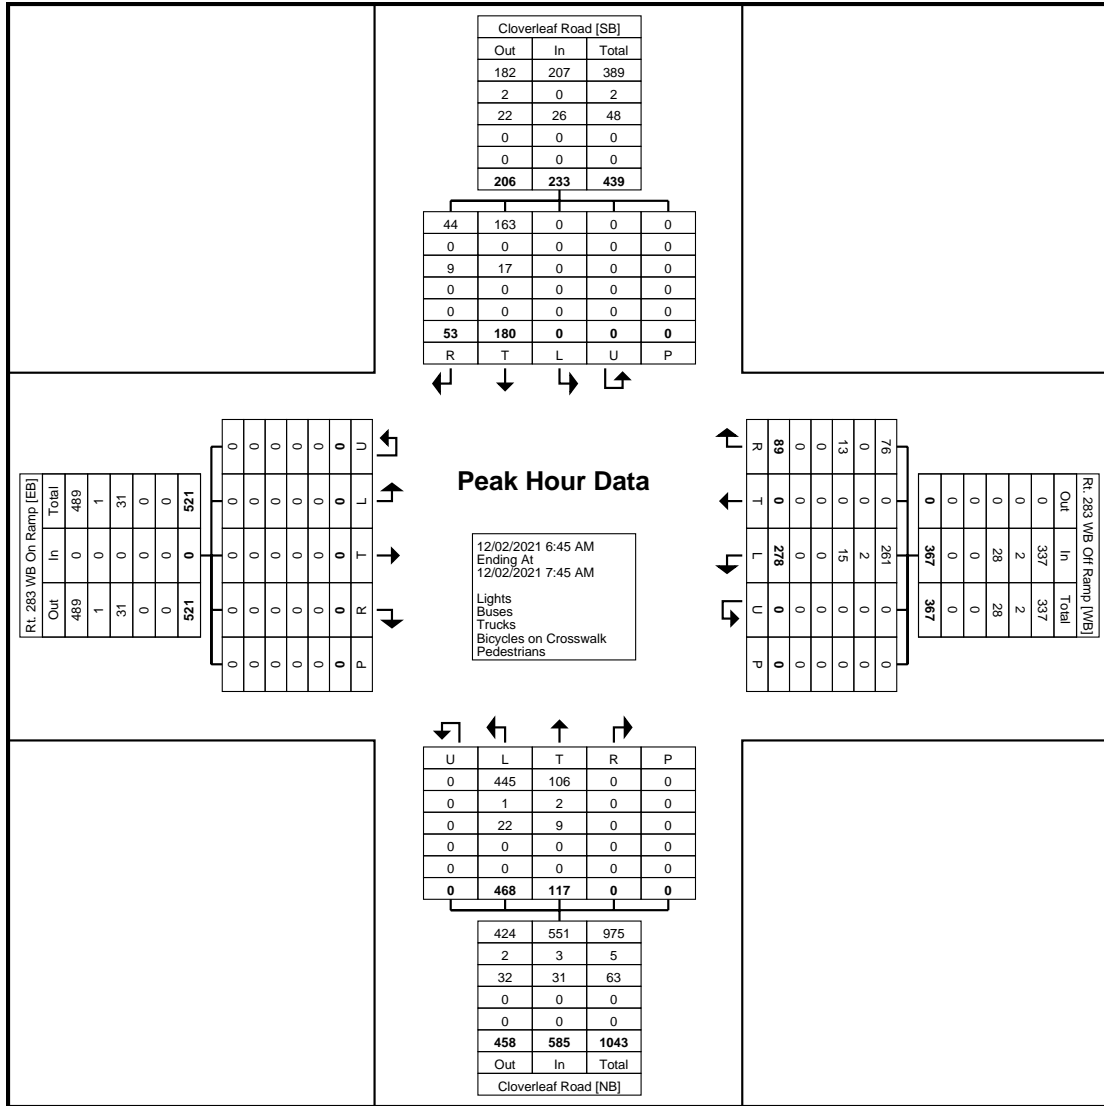 Cloverleaf Road [SB]
Out In Total
182 207 389
2 0 2
22 26 48
0 0 0
0 0 0
206 233 439
44 163 0 0 0
0 0 0 0 0
9 17 0 0 0
0 0 0 0 0
0 0 0 0 0
53 180 0 0 0
R T L U P
Rt. 283 WB On Ramp [EB]
Total 489 1 31 0 0 521
In 0 0 0 0 0 0
Out 489 1 31 0 0 521
0 0 0 0 0 0 0 U
0 0 0 0 0 0 0 L
0 0 0 0 0 0 0 T
0 0 0 0 0 0 0 R
0 0 0 0 0 0 0 P
Peak Hour Data
12/02/2021 6:45 AM
Ending At
12/02/2021 7:45 AM
Lights
Buses
Trucks
Bicycles on Crosswalk
Pedestrians
R 89 0 0 13 0 76
T 0 0 0 0 0 0
L 278 0 0 15 2 261
U 0 0 0 0 0 0
P 0 0 0 0 0 0
Rt. 283 WB Off Ramp [WB]
Out 0 0 0 0 0 0
In 337 2 28 0 0 367
Total 337 2 28 0 0 367
U L T R P
0 445 106 0 0
0 1 2 0 0
0 22 9 0 0
0 0 0 0 0
0 0 0 0 0
0 468 117 0 0
424 551 975
2 3 5
32 31 63
0 0 0
0 0 0
458 585 1043
Out In Total
Cloverleaf Road [NB]